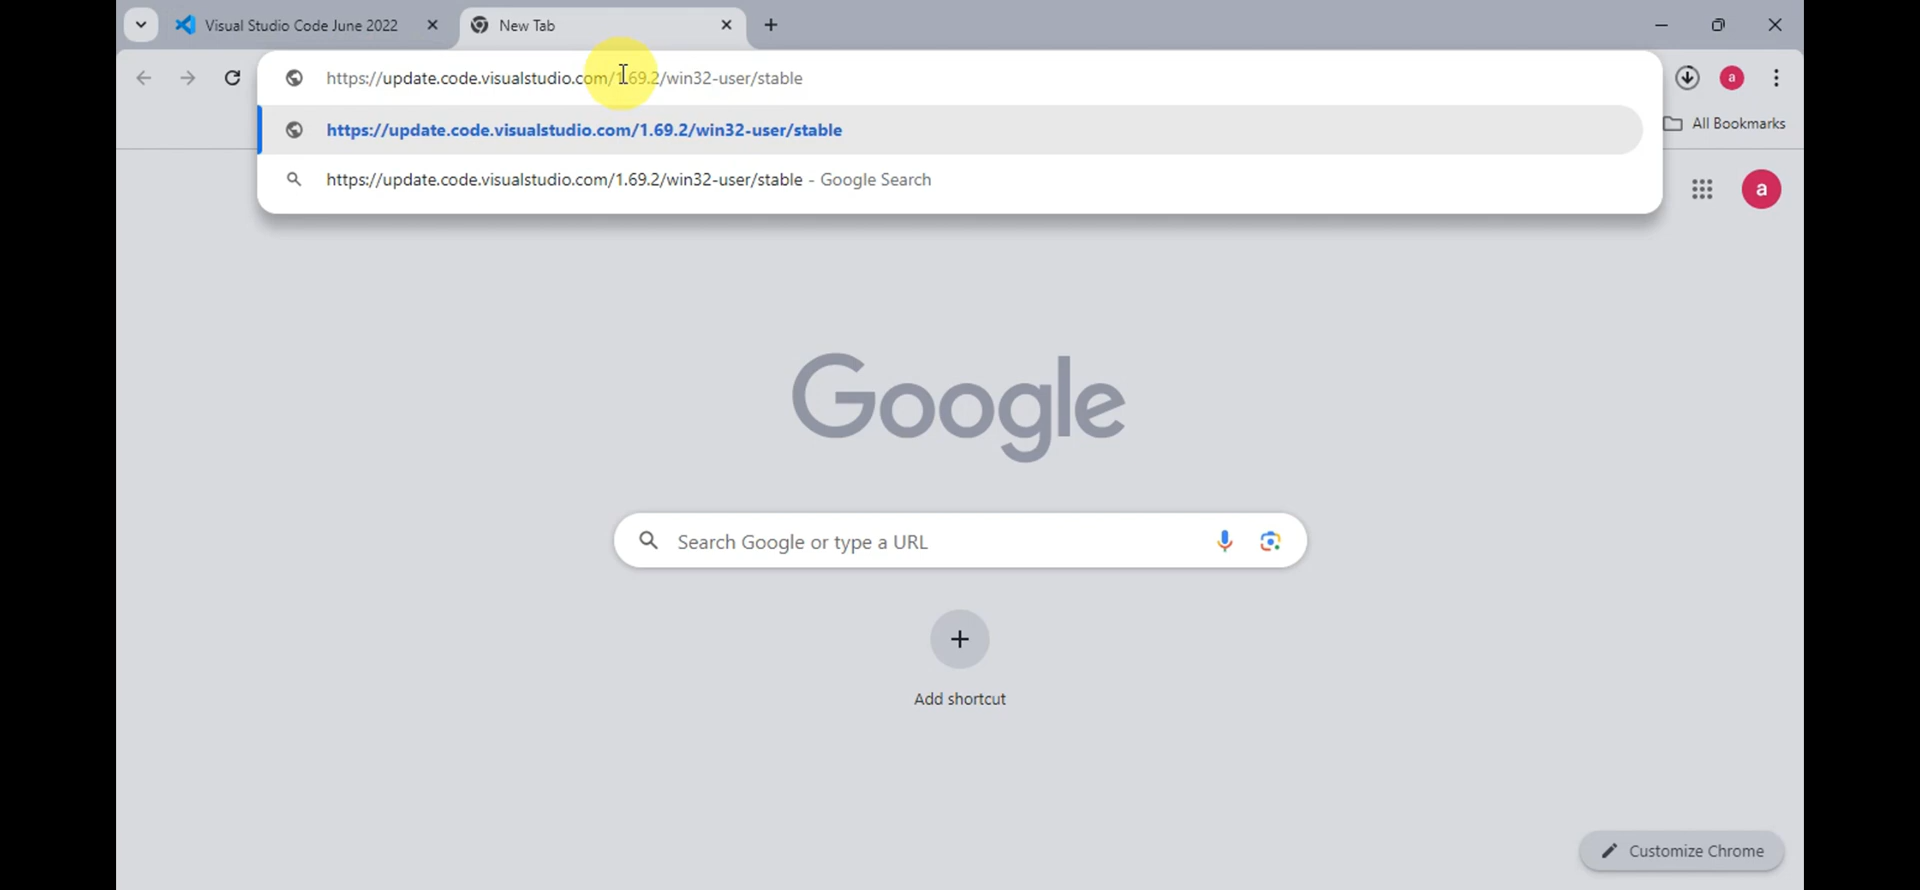 Visual Studio Code June 2022
New Tab
https://update.code.visualstudio.com/1.69.2/win32-user/stable
a
https://update.code.visualstudio.com/1.69.2/win32-user/stable
All Bookmarks
https://update.code.visualstudio.com/1.69.2/win32-user/stable - Google Search
a
Google
Search Google or type a URL
Add shortcut
Customize Chrome